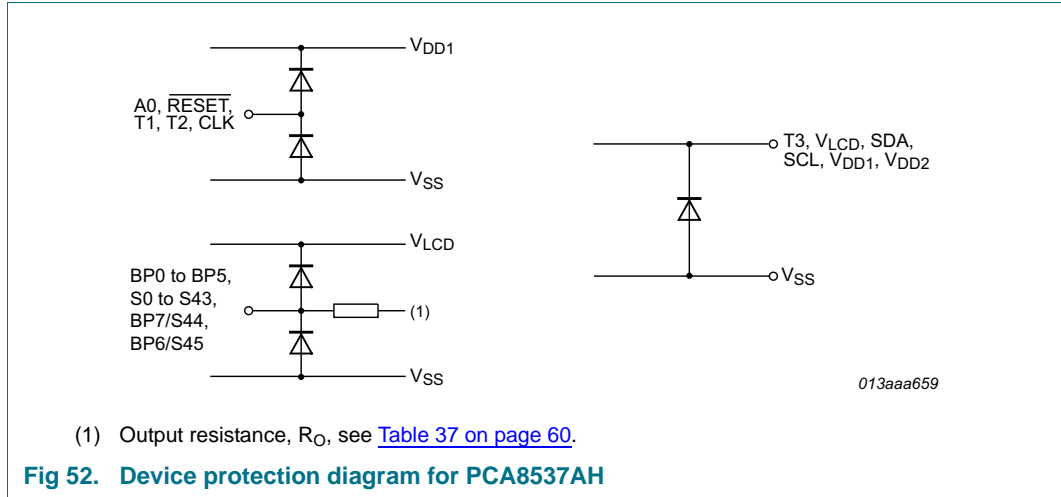 VDD1
A0, RESET,
T1, T2, CLK
VSS
VLCD
BP0 to BP5,
S0 to S43,
BP7/S44,
BP6/S45
(1)
VSS
T3, VLCD, SDA,
SCL, VDD1, VDD2
VSS
013aaa659
(1) Output resistance, RO, see Table 37 on page 60.
Fig 52. Device protection diagram for PCA8537AH